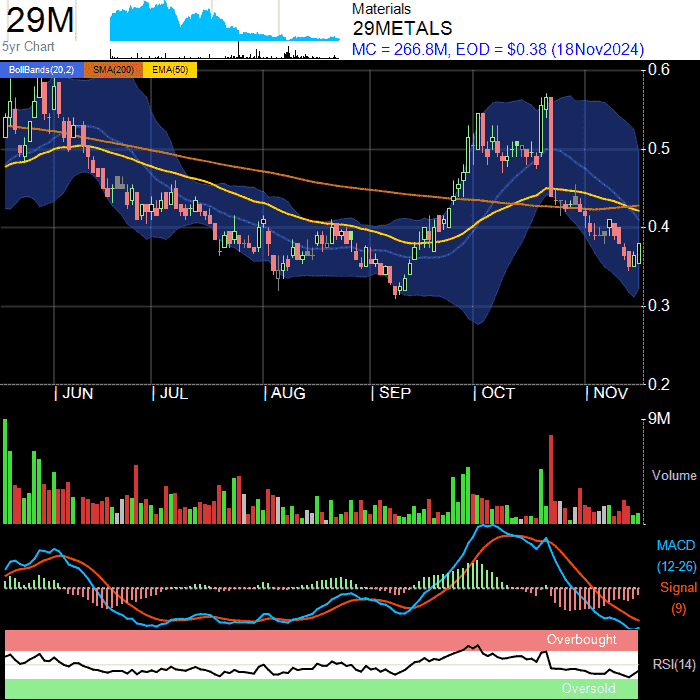 29M
5yr Chart
Materials
29METALS
MC = 266.8M, EOD = $0.38 (18Nov2024)
BollBands(20,2) SMA(200) EMA(50)
0.6
0.5
0.4
0.3
0.2
JUN JUL AUG SEP OCT NOV
9M
Volume
MACD
(12-26)
Signal
(9)
Overbought
RSI(14)
Oversold